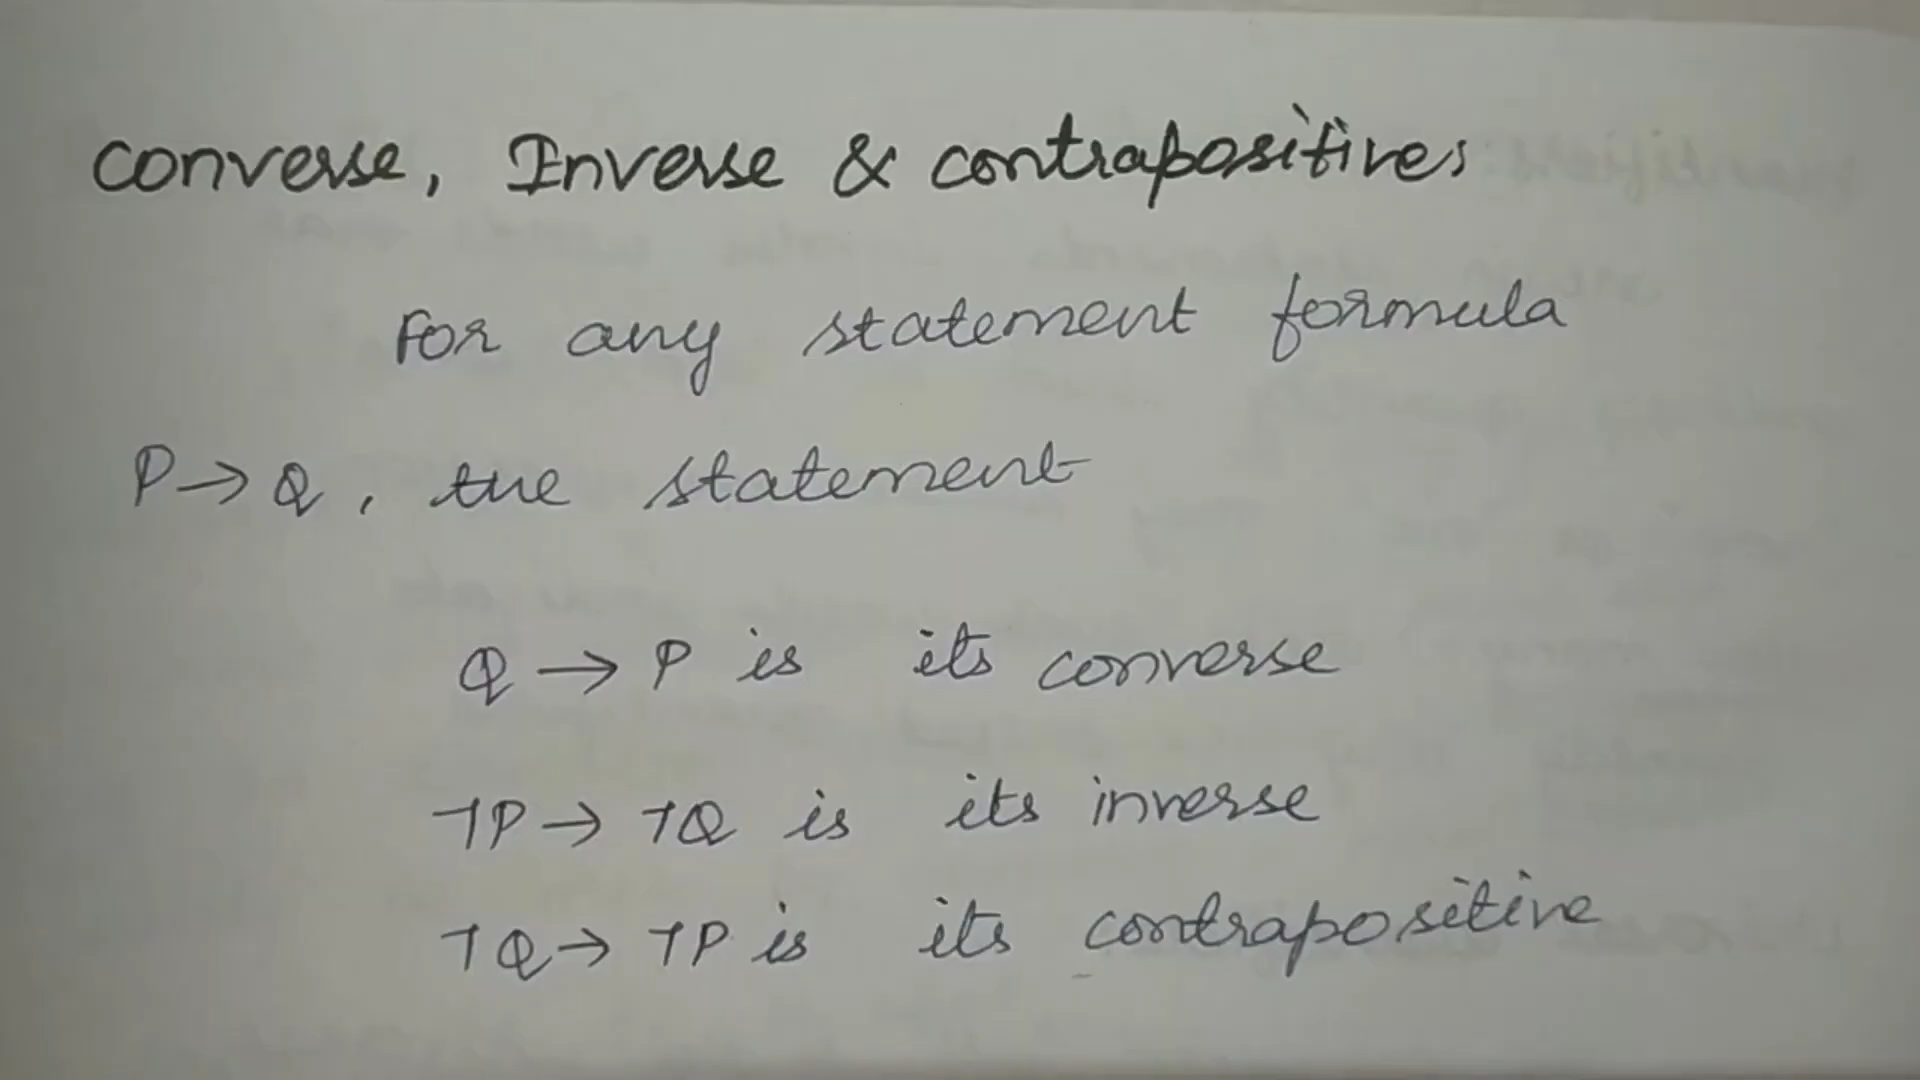 Converse, Inverse & contrapositives
For any statement formula
P → Q, the statement
Q → P is its converse
¬P → ¬Q is its inverse
¬Q → ¬P is its contrapositive